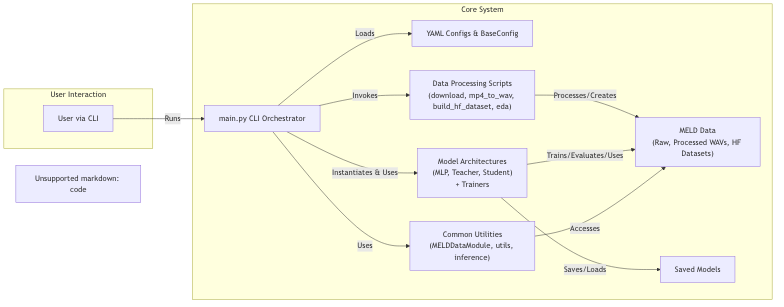 Core System
Loads
YAML Configs & BaseConfig
User Interaction
User via CLI
Runs
main.py CLI Orchestrator
Invokes
Data Processing Scripts
(download, mp4_to_wav,
build_hf_dataset, eda)
Processes/Creates
MELD Data
(Raw, Processed WAVs, HF
Datasets)
Unsupported markdown:
code
Instantiates & Uses
Model Architectures
(MLP, Teacher, Student)
+ Trainers
Trains/Evaluates/Uses
Uses
Common Utilities
(MELDDataModule, utils,
inference)
Accesses
Saves/Loads
Saved Models